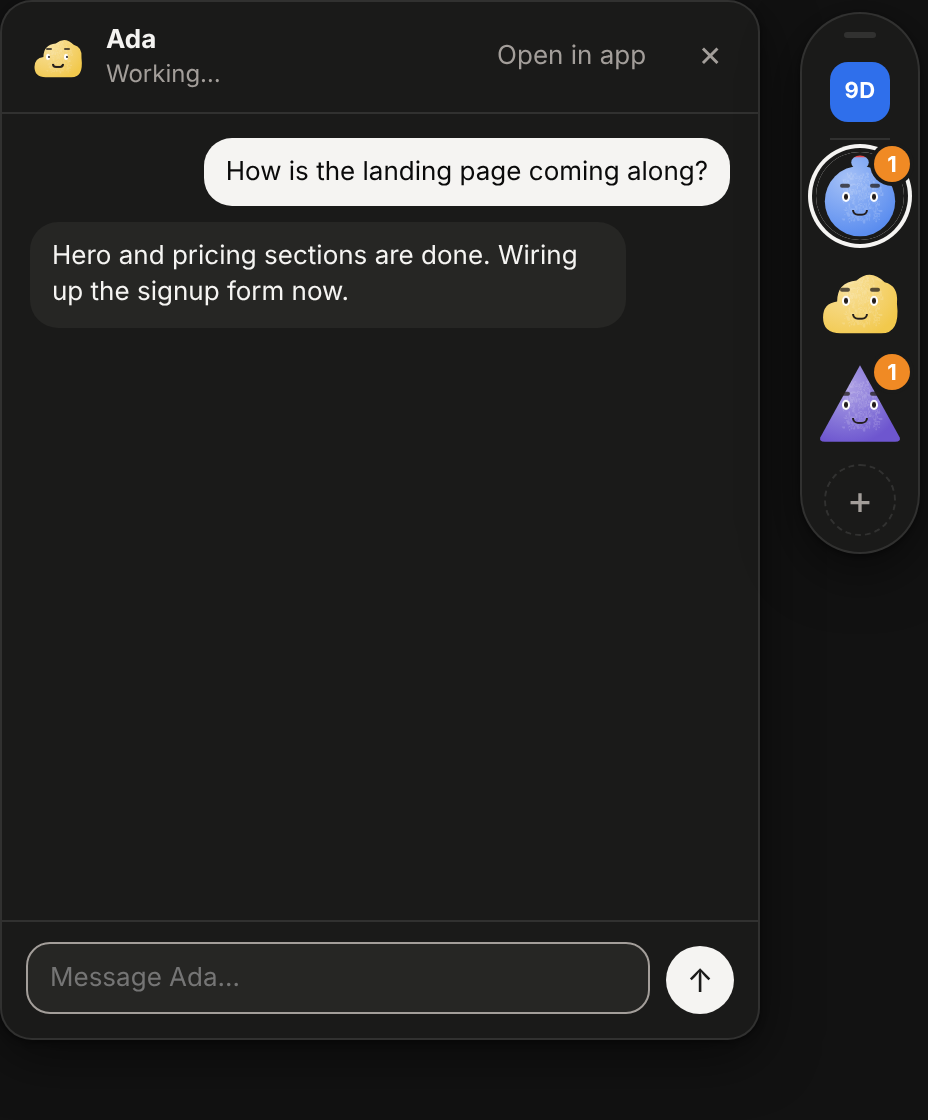 Ada
Working...
Open in app
How is the landing page coming along?
Hero and pricing sections are done. Wiring
up the signup form now.
Message Ada...
9D
1
1